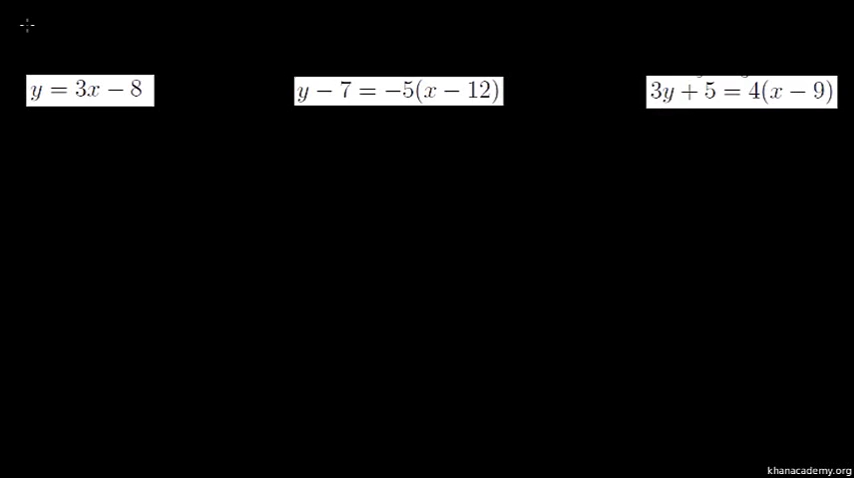 y = 3x − 8
y − 7 = −5(x − 12)
3y + 5 = 4(x − 9)
khanacademy.org